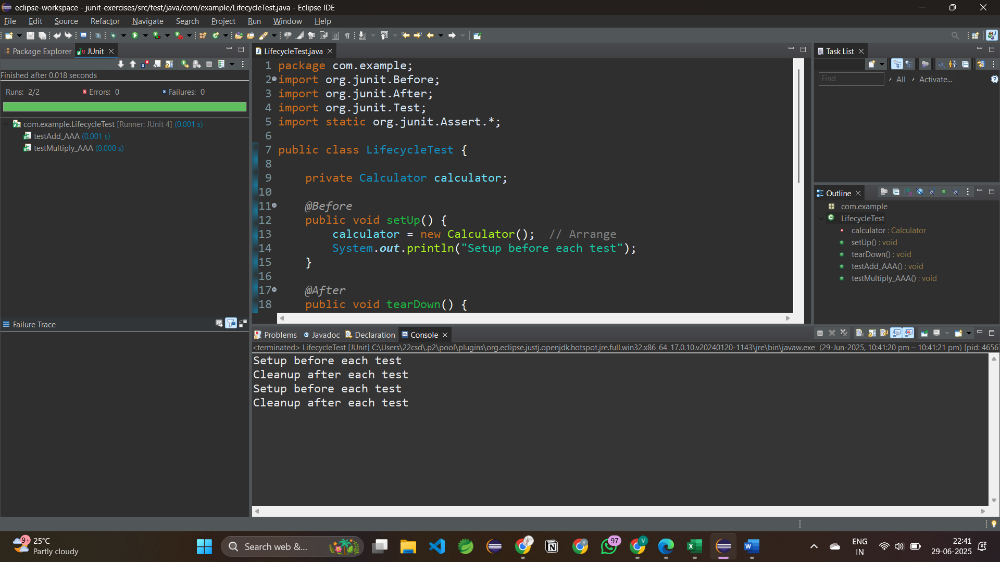 eclipse-workspace - junit-exercises/src/test/java/com/example/LifecycleTest.java - Eclipse IDE
File Edit Source Refactor Navigate Search Project Run Window Help
Package Explorer JUnit
Finished after 0.018 seconds
Runs: 2/2 Errors: 0 Failures: 0
com.example.LifecycleTest [Runner: JUnit 4] (0.001 s)
testAdd_AAA (0.001 s)
testMultiply_AAA (0.000 s)
Failure Trace
LifecycleTest.java
1 package com.example;
2 import org.junit.Before;
3 import org.junit.After;
4 import org.junit.Test;
5 import static org.junit.Assert.*;
6
7 public class LifecycleTest {
8
9 private Calculator calculator;
10
11 @Before
12 public void setUp() {
13 calculator = new Calculator(); // Arrange
14 System.out.println("Setup before each test");
15 }
16
17 @After
18 public void tearDown() {
Task List
Find All Activate...
Outline
com.example
LifecycleTest
calculator : Calculator
setUp() : void
tearDown() : void
testAdd_AAA() : void
testMultiply_AAA() : void
Problems Javadoc Declaration Console
<terminated> LifecycleTest [JUnit] C:\Users\22csd\.p2\pool\plugins\org.eclipse.justj.openjdk.hotspot.jre.full.win32.x86_64_17.0.10.v20240120-1143\jre\bin\javaw.exe (29-Jun-2025, 10:41:20 pm – 10:41:21 pm) [pid: 4656
Setup before each test
Cleanup after each test
Setup before each test
Cleanup after each test
9+
25°C
Partly cloudy
Search web &...
97
ENG
IN
22:41
29-06-2025